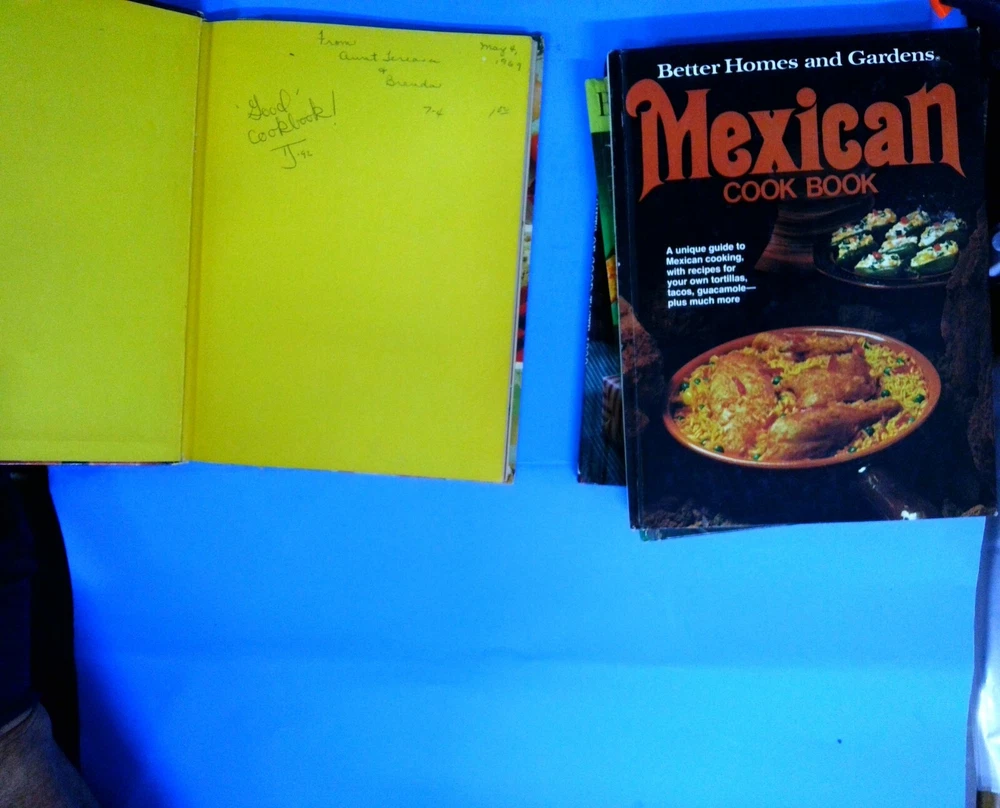 From
Aunt
&
Brenda
May 4,
1969
"Good"
Cookbook!
Better Homes and Gardens®
Mexican
COOK BOOK
A unique guide to
Mexican cooking,
with recipes for
your own tortillas,
tacos, guacamole—
plus much more